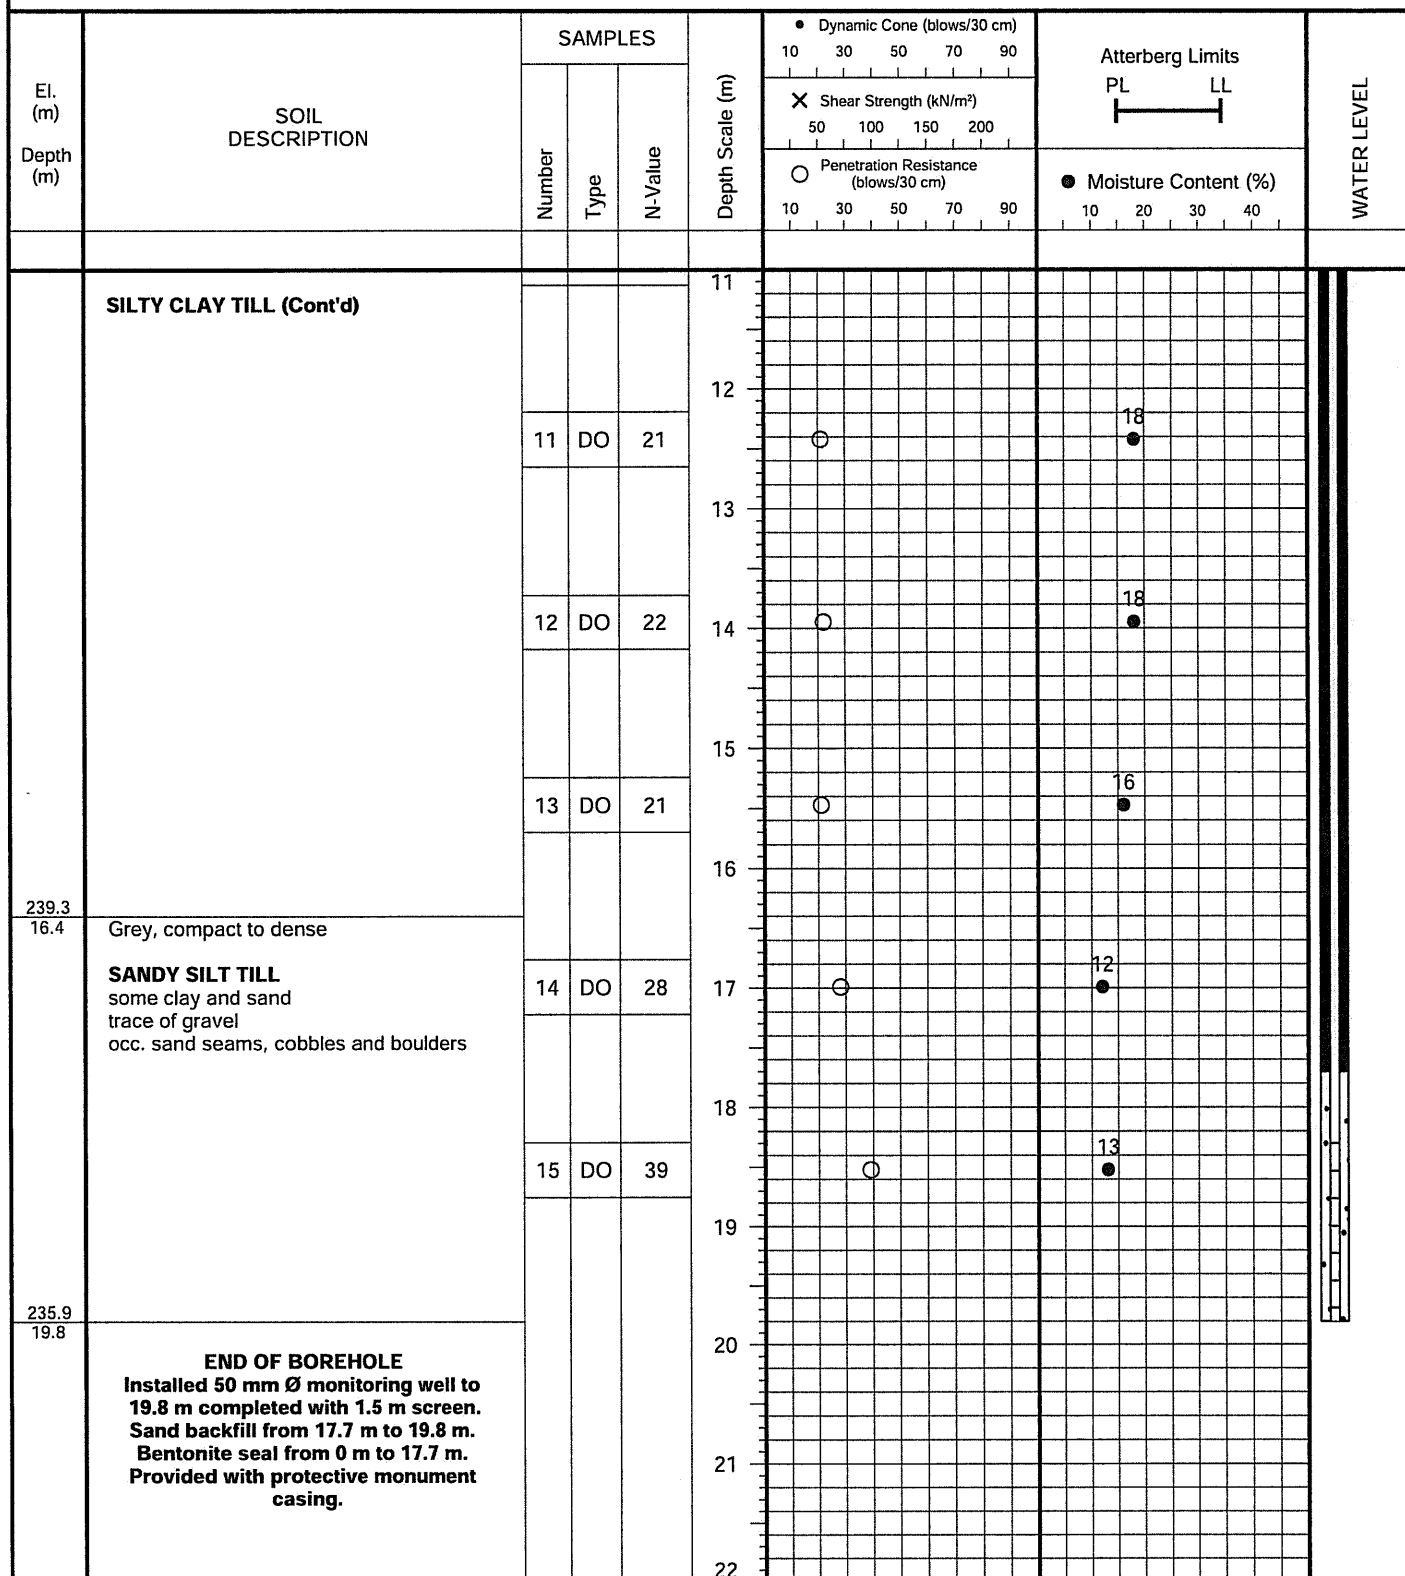 El.
(m)
Depth
(m)
SOIL
DESCRIPTION
SAMPLES
Number
Type
N-Value
Depth Scale (m)
• Dynamic Cone (blows/30 cm)
10 30 50 70 90
× Shear Strength (kN/m²)
50 100 150 200
○ Penetration Resistance
(blows/30 cm)
10 30 50 70 90
Atterberg Limits
PL LL
● Moisture Content (%)
10 20 30 40
WATER LEVEL
11
SILTY CLAY TILL (Cont'd)
12
18
11 DO 21
13
18
12 DO 22
14
15
16
13 DO 21
16
239.3
16.4 Grey, compact to dense
12
SANDY SILT TILL
14 DO 28
17
some clay and sand
trace of gravel
occ. sand seams, cobbles and boulders
18
13
15 DO 39
19
235.9
19.8
20
END OF BOREHOLE
Installed 50 mm Ø monitoring well to
19.8 m completed with 1.5 m screen.
Sand backfill from 17.7 m to 19.8 m.
Bentonite seal from 0 m to 17.7 m.
21
Provided with protective monument
casing.
22